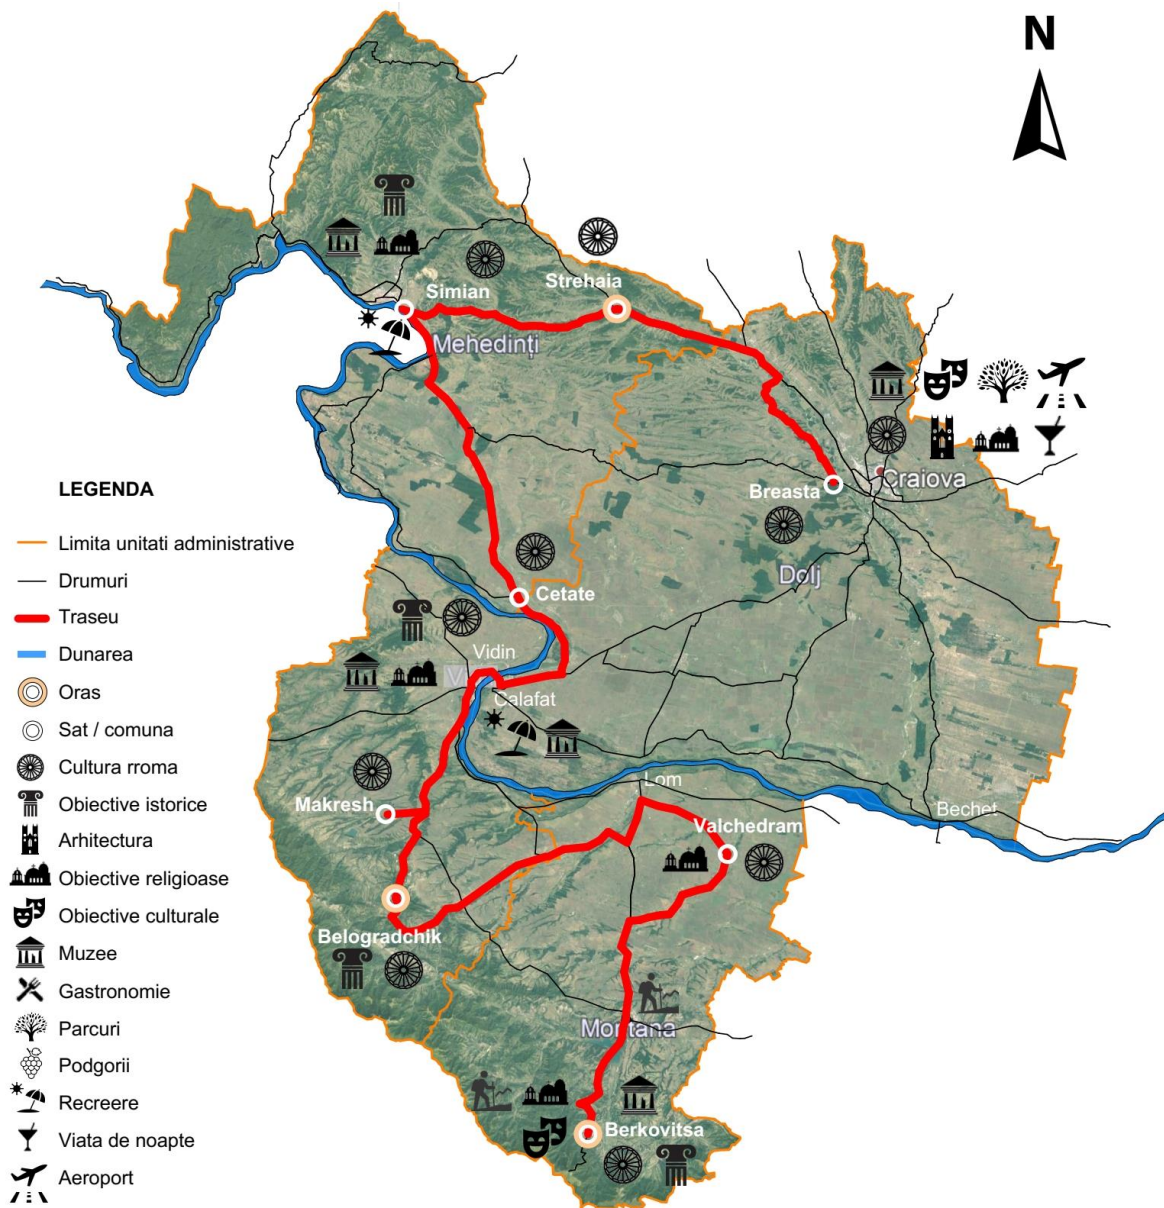 N
Strehaia
Simian
Mehedinți
Craiova
Breasta
Dolj
Cetate
Vidin
V
Calafat
Lom
Makresh
Bechet
Valchedram
Belogradchik
Montana
Berkovitsa
LEGENDA
Limita unitati administrative
Drumuri
Traseu
Dunarea
Oras
Sat / comuna
Cultura rroma
Obiective istorice
Arhitectura
Obiective religioase
Obiective culturale
Muzee
Gastronomie
Parcuri
Podgorii
Recreere
Viata de noapte
Aeroport